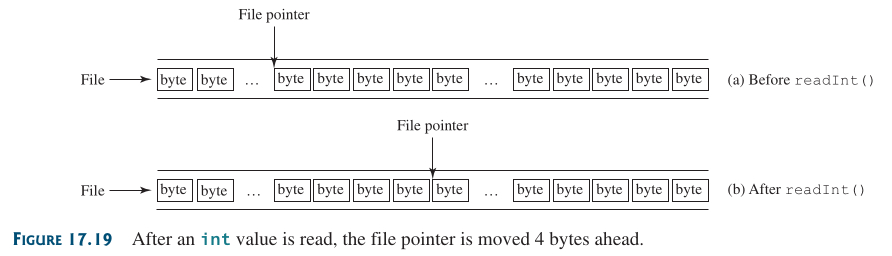 File pointer
File byte byte ... byte byte byte byte byte ... byte byte byte byte byte (a) Before readInt()
File pointer
File byte byte ... byte byte byte byte byte ... byte byte byte byte byte (b) After readInt()
FIGURE 17.19 After an int value is read, the file pointer is moved 4 bytes ahead.